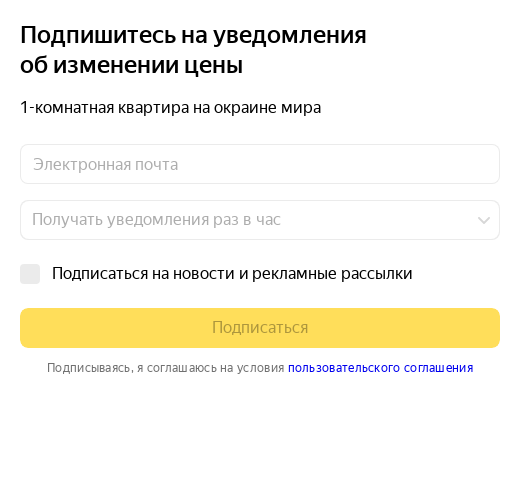 Подпишитесь на уведомления
об изменении цены
1-комнатная квартира на окраине мира
Электронная почта
Получать уведомления раз в час
Подписаться на новости и рекламные рассылки
Подписаться
Подписываясь, я соглашаюсь на условия пользовательского соглашения